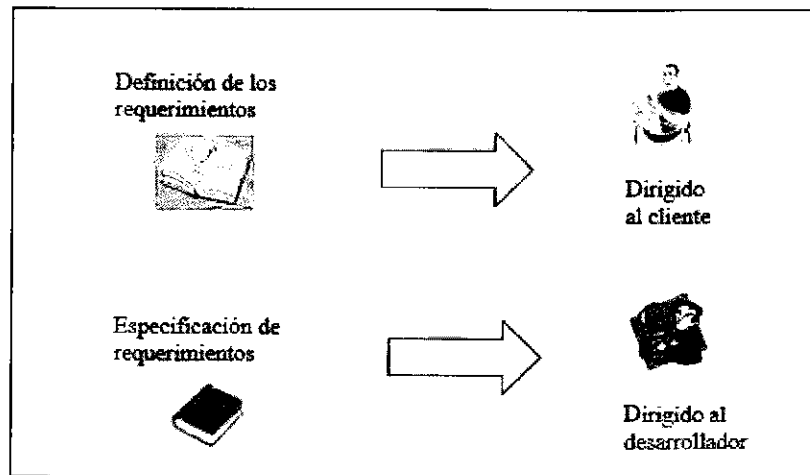 Definición de los
requerimientos
Dirigido
al cliente
Especificación de
requerimientos
Dirigido al
desarrollador